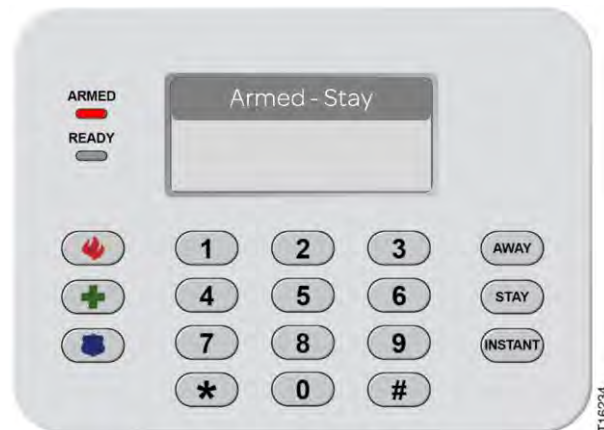 Armed - Stay
ARMED
READY
1 2 3 AWAY
4 5 6 STAY
7 8 9 INSTANT
* 0 #
T16234